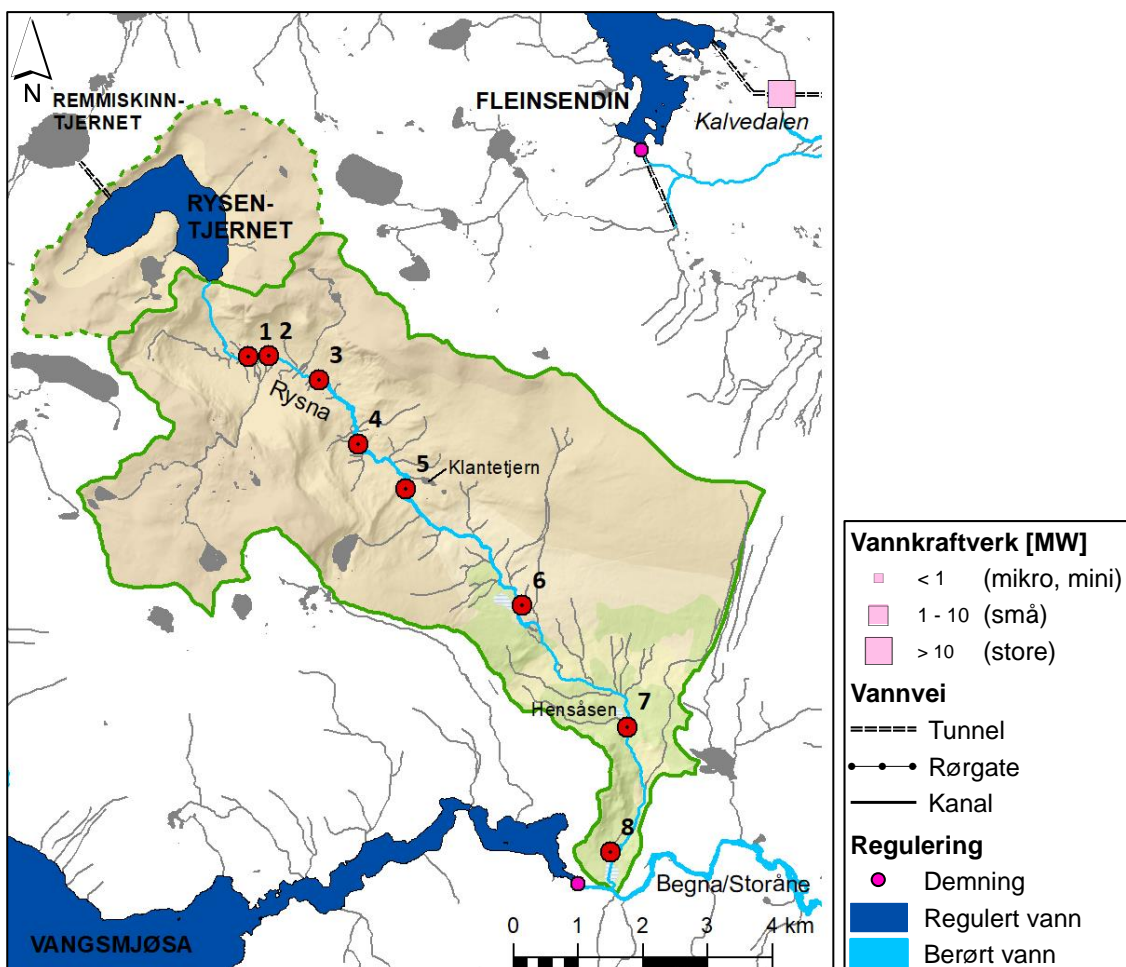 N
REMMISKINN-
TJERNET
RYSEN-
TJERNET
FLEINSENDIN
Kalvedalen
1 2
3
Rysna
4
5
Klantetjern
6
7
Hensåsen
8
Begna/Storåne
VANGSMJØSA
0 1 2 3 4 km
Vannkraftverk [MW]
< 1 (mikro, mini)
1 - 10 (små)
> 10 (store)
Vannvei
Tunnel
Rørgate
Kanal
Regulering
Demning
Regulert vann
Berørt vann